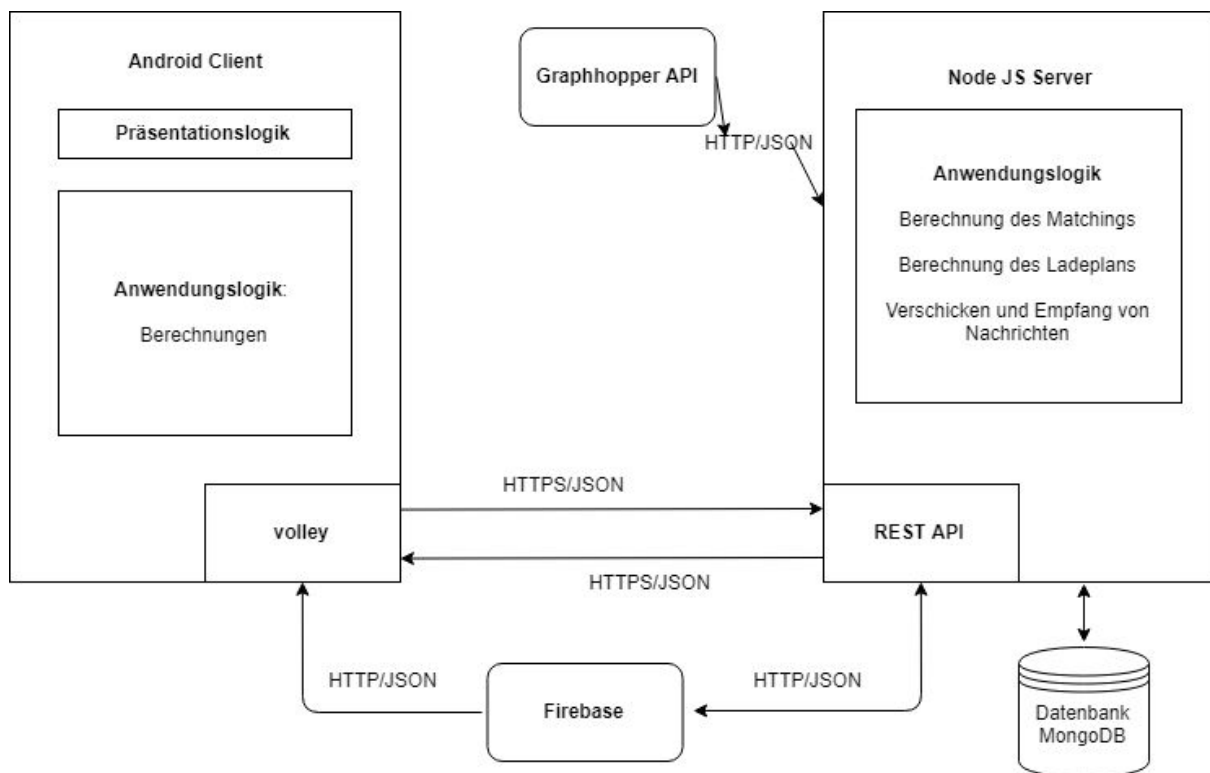 Android Client
Präsentationslogik
Anwendungslogik:
Berechnungen
Graphhopper API
HTTP/JSON
Node JS Server
Anwendungslogik
Berechnung des Matchings
Berechnung des Ladeplans
Verschicken und Empfang von
Nachrichten
HTTPS/JSON
volley
REST API
HTTPS/JSON
HTTP/JSON
Firebase
HTTP/JSON
Datenbank
MongoDB